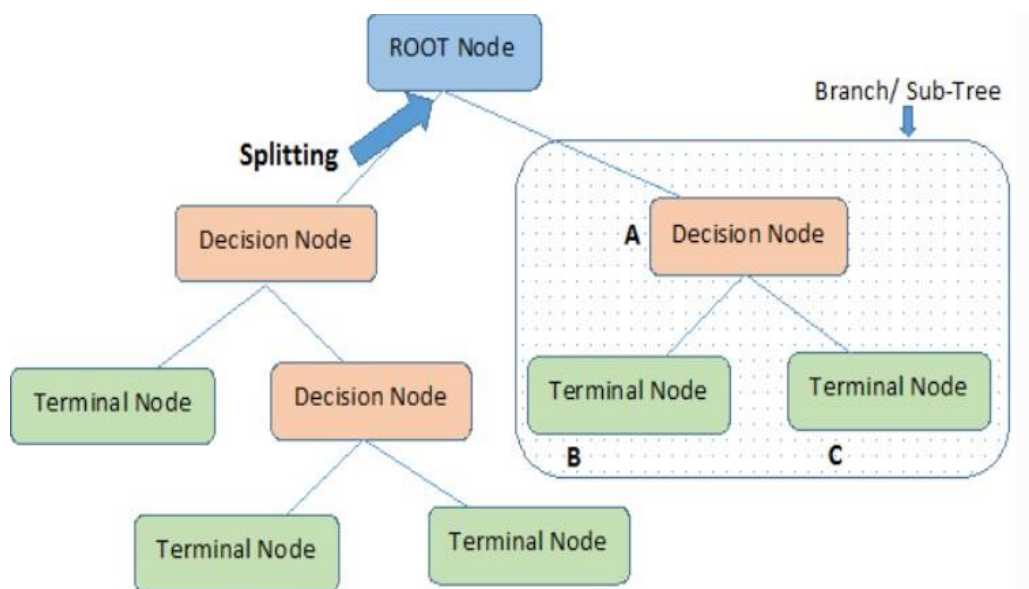 ROOT Node
Branch/ Sub-Tree
Splitting
Decision Node
A
Decision Node
Terminal Node
Decision Node
Terminal Node
Terminal Node
B
C
Terminal Node
Terminal Node